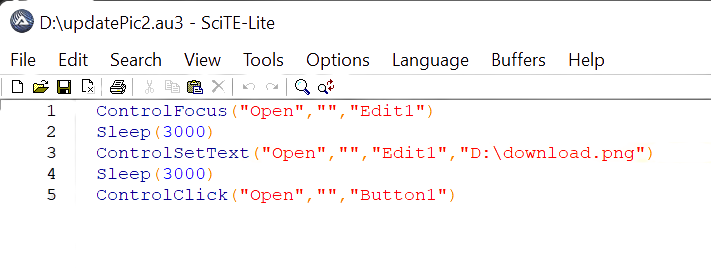 D:\updatePic2.au3 - SciTE-Lite
File Edit Search View Tools Options Language Buffers Help
1 ControlFocus("Open","","Edit1")
2 Sleep(3000)
3 ControlSetText("Open","","Edit1","D:\download.png")
4 Sleep(3000)
5 ControlClick("Open","","Button1")